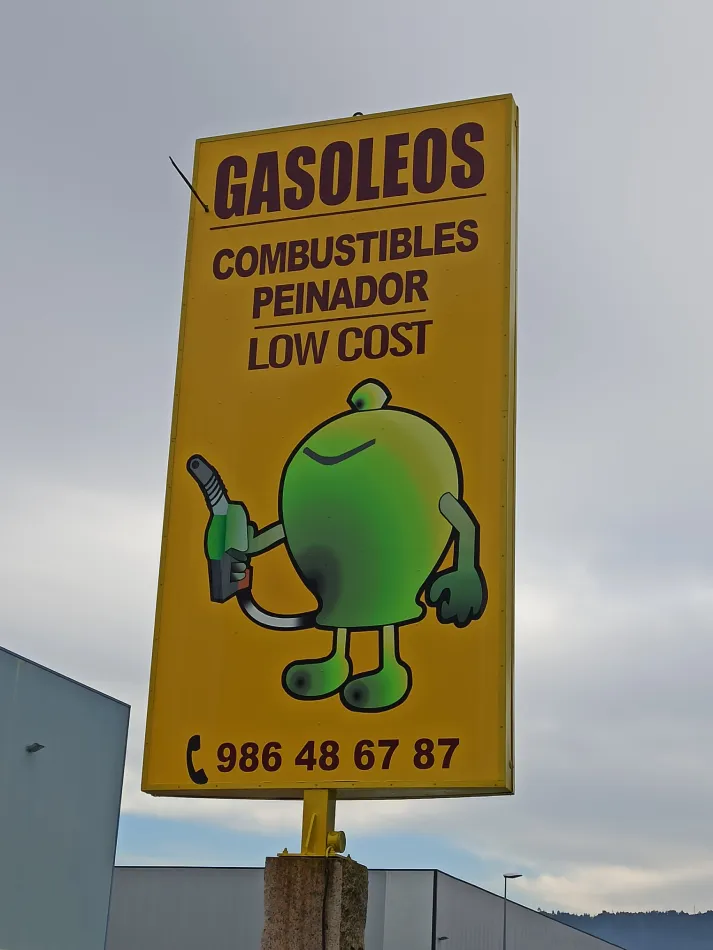 GASOLEOS
COMBUSTIBLES
PEINADOR
LOW COST
986 48 67 87